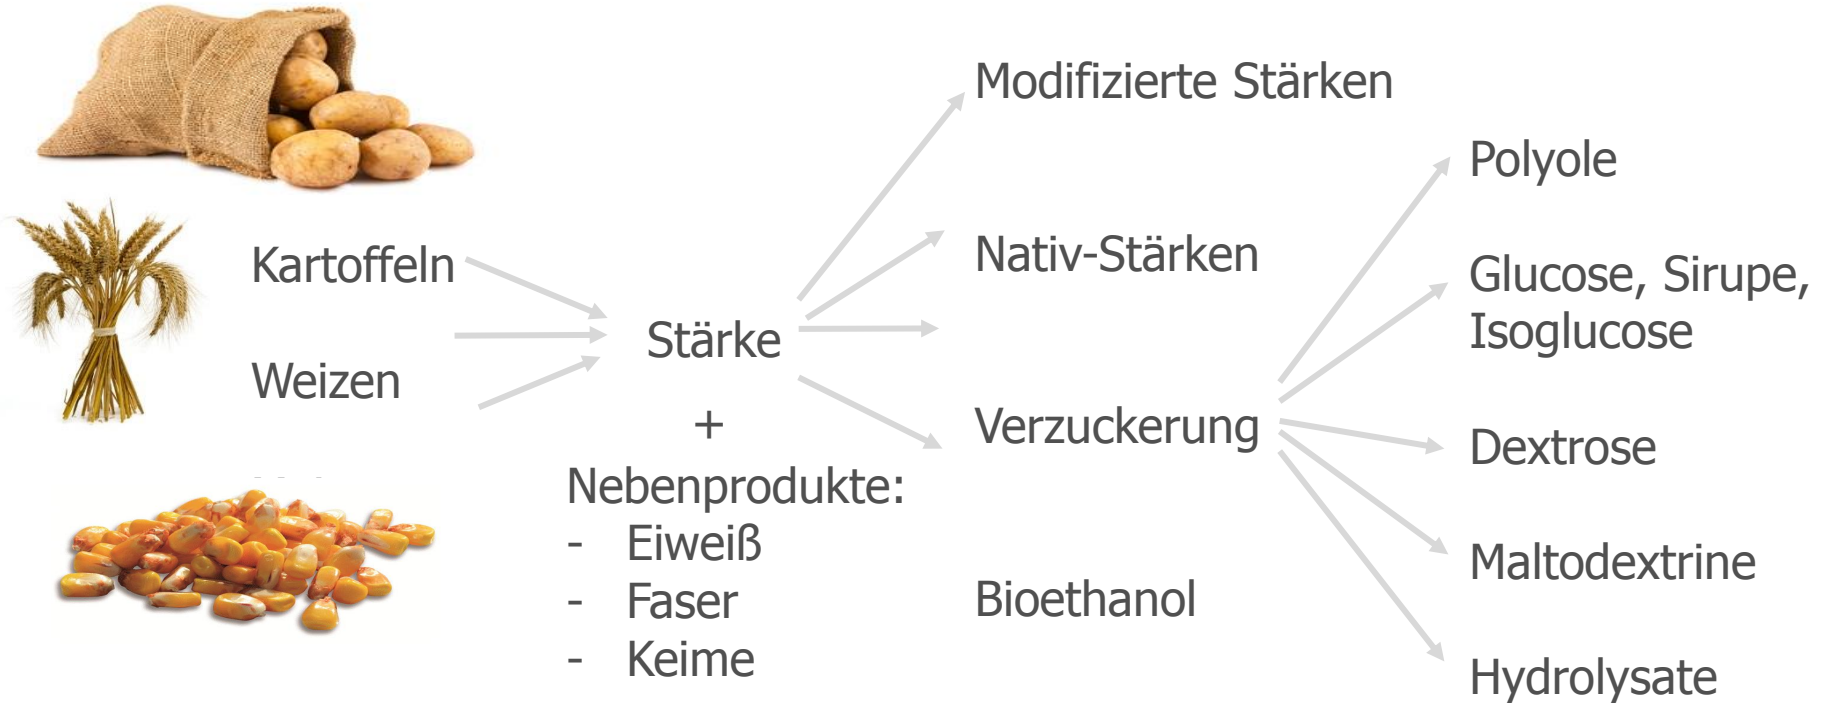 Kartoffeln
Weizen
Stärke
+
Nebenprodukte:
- Eiweiß
- Faser
- Keime
Modifizierte Stärken
Nativ-Stärken
Verzuckerung
Bioethanol
Polyole
Glucose, Sirupe,
Isoglucose
Dextrose
Maltodextrine
Hydrolysate